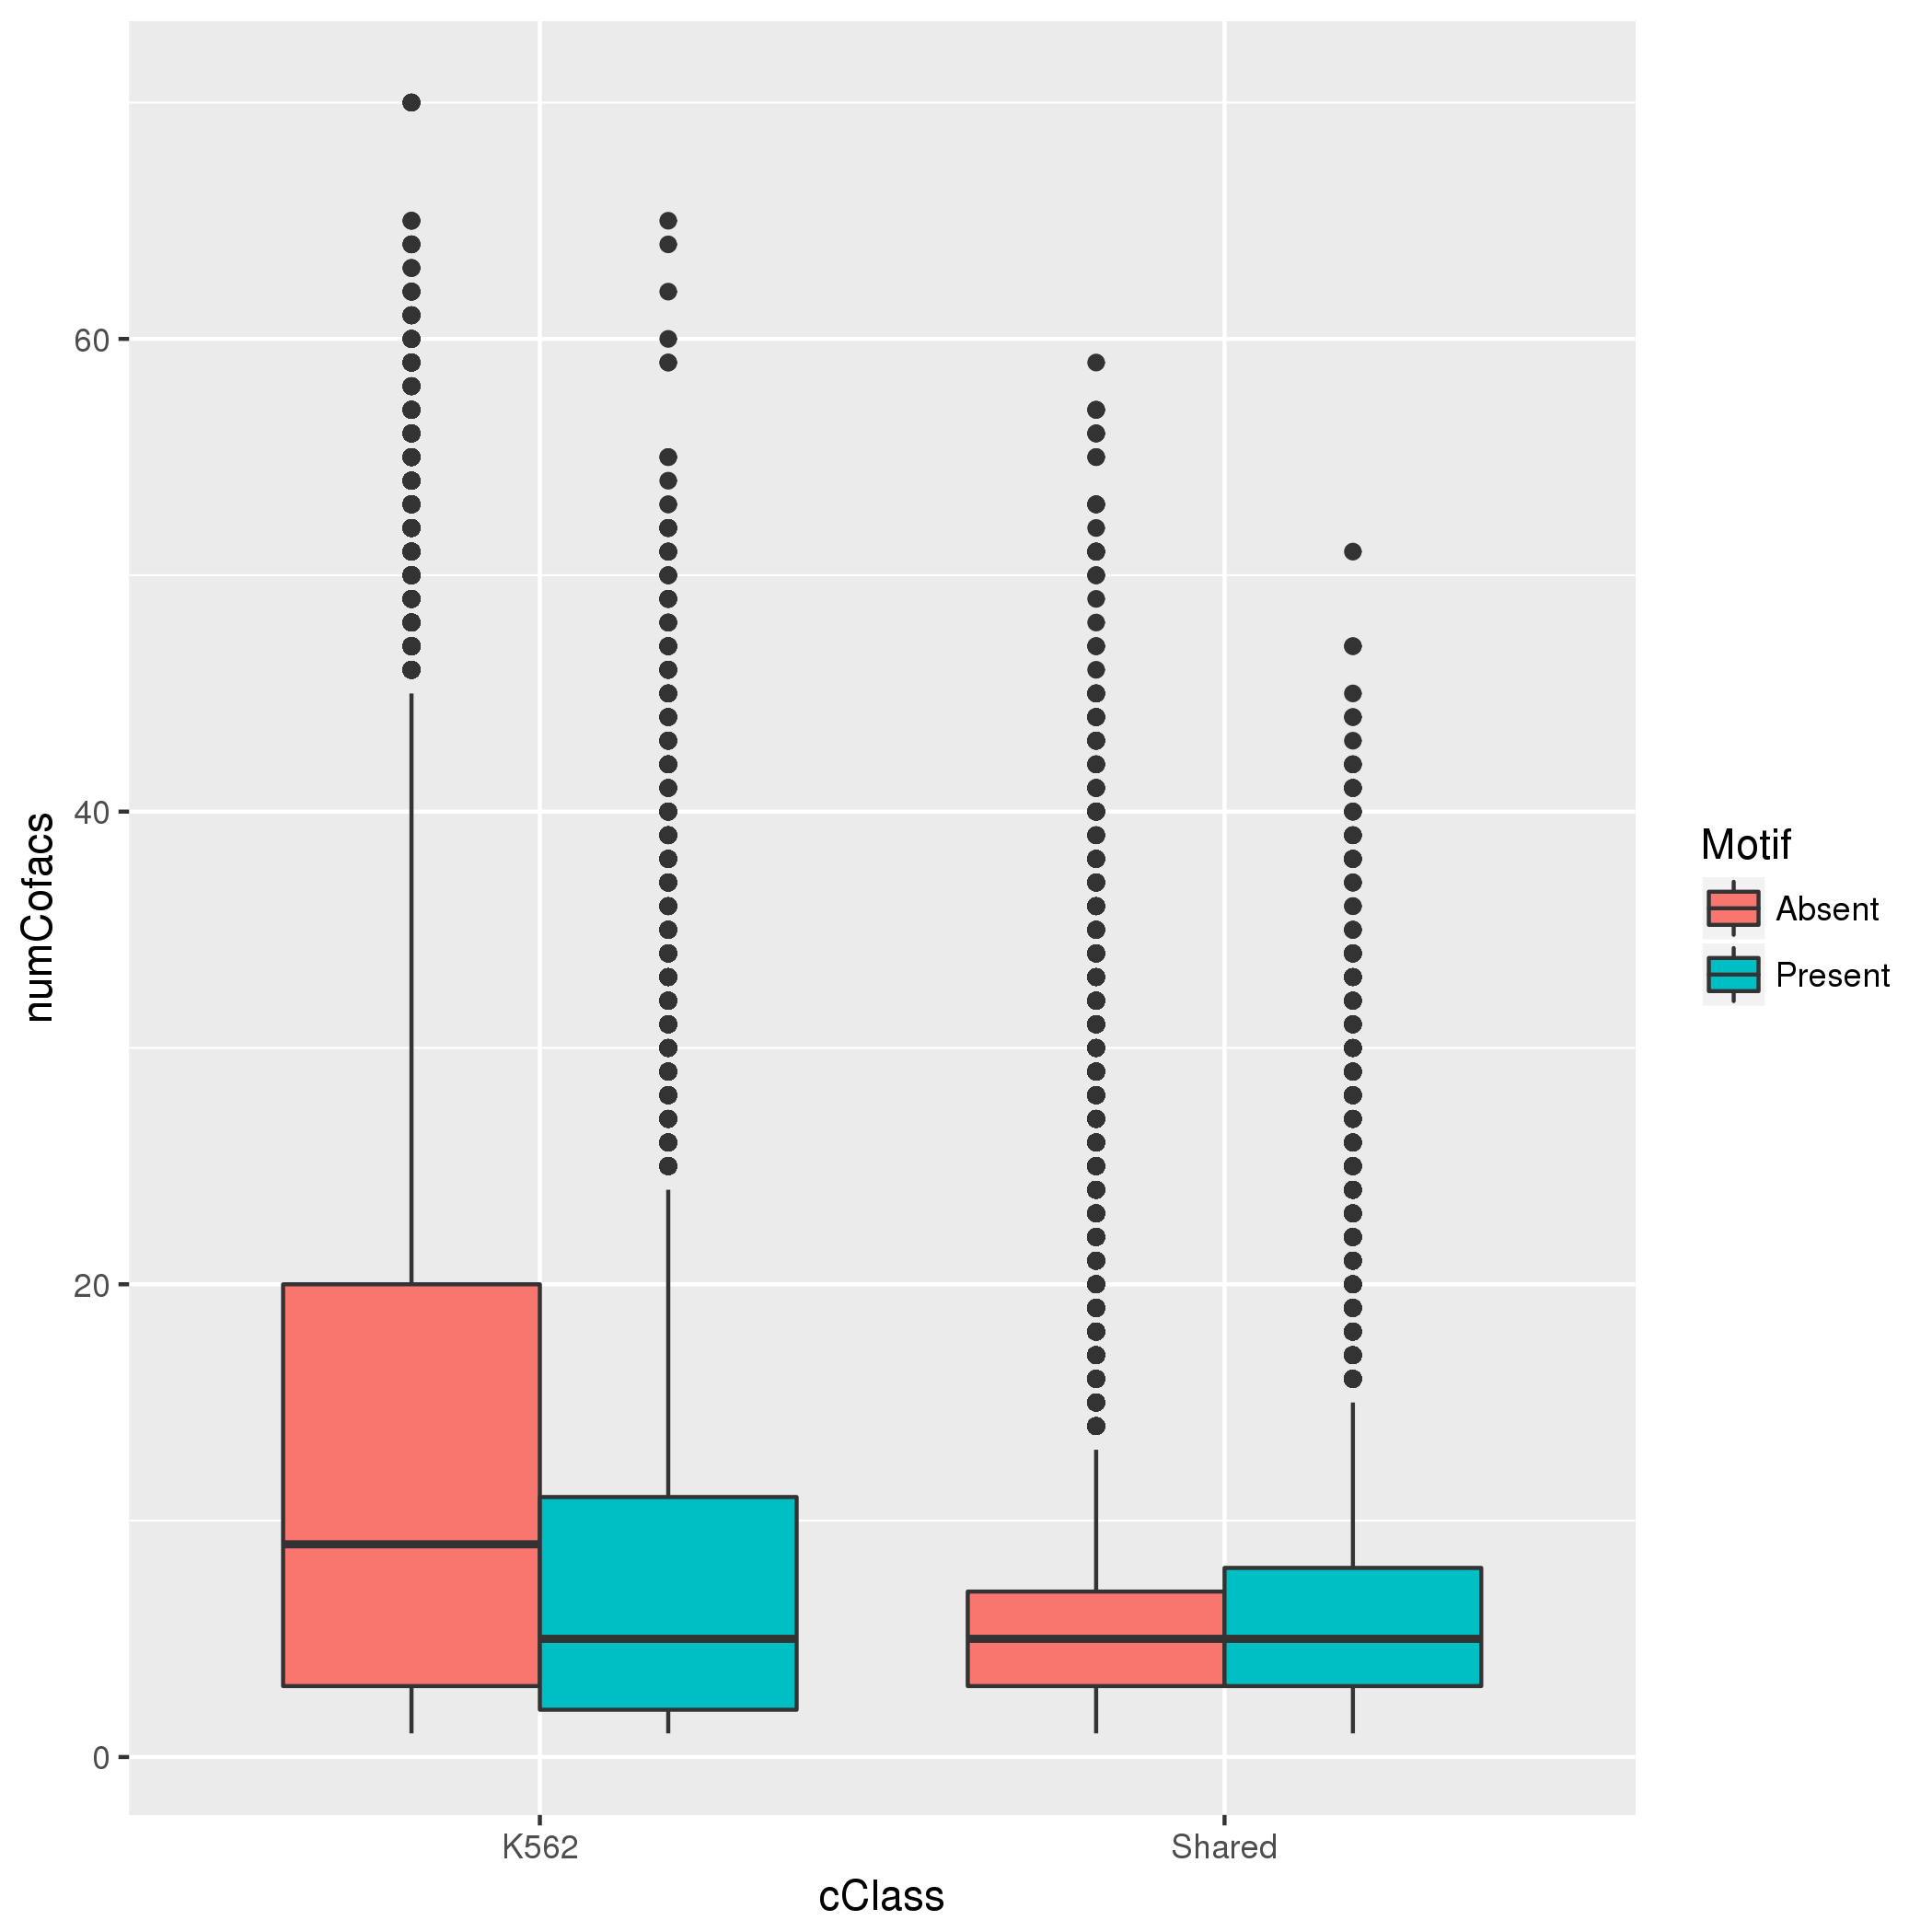 numCofacs
60
40
20
0
K562
Shared
cClass
Motif
Absent
Present